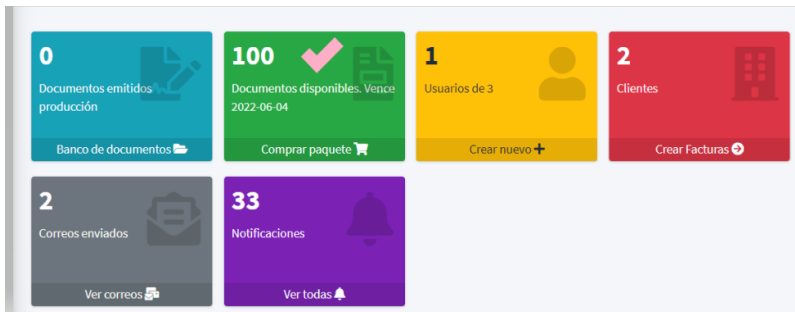 0
Documentos emitidos
producción
Banco de documentos
100
Documentos disponibles. Vence
2022-06-04
Comprar paquete
1
Usuarios de 3
Crear nuevo
2
Clientes
Crear Facturas
2
Correos enviados
Ver correos
33
Notificaciones
Ver todas